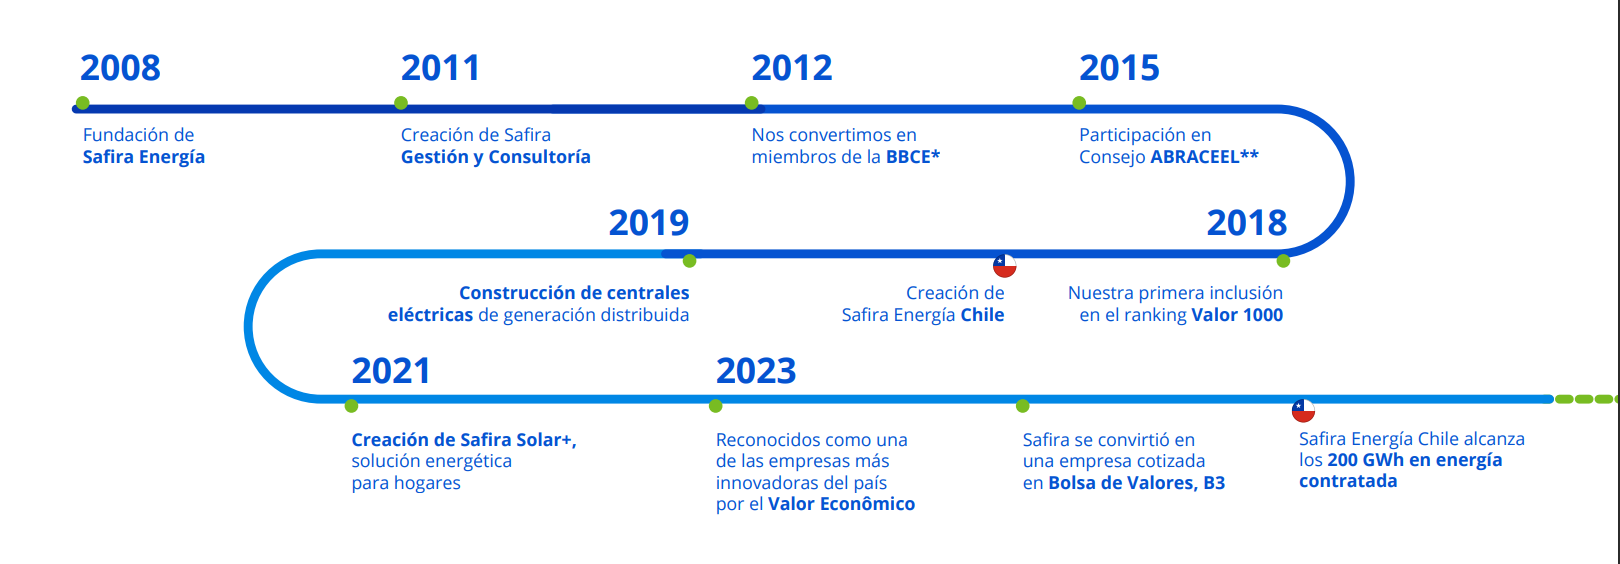 2008
Fundación de
Safira Energía
2011
Creación de Safira
Gestión y Consultoría
2012
Nos convertimos en
miembros de la BBCE*
2015
Participación en
Consejo ABRACEEL**
2018
Nuestra primera inclusión
en el ranking Valor 1000
Creación de
Safira Energía Chile
2019
Construcción de centrales
eléctricas de generación distribuida
2021
Creación de Safira Solar+,
solución energética
para hogares
2023
Reconocidos como una
de las empresas más
innovadoras del país
por el Valor Econômico
Safira se convirtió en
una empresa cotizada
en Bolsa de Valores, B3
Safira Energía Chile alcanza
los 200 GWh en energía
contratada